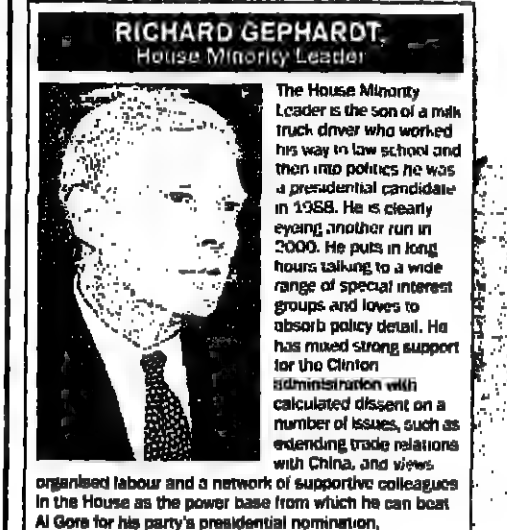 RICHARD GEPHARDT,
House Minority Leader
The House Minority
Leader is the son of a milk
truck driver who worked
his way to law school and
then into politics he was
a presidential candidate
in 1988. He is clearly
eyeing another run in
2000. He puts in long
hours talking to a wide
range of special interest
groups and loves to
absorb policy detail. He
has mixed strong support
for the Clinton
administration with
calculated dissent on a
number of issues, such as
extending trade relations
with China, and views
organised labour and a network of supportive colleagues
in the House as the power base from which he can beat
Al Gore for his party's presidential nomination,